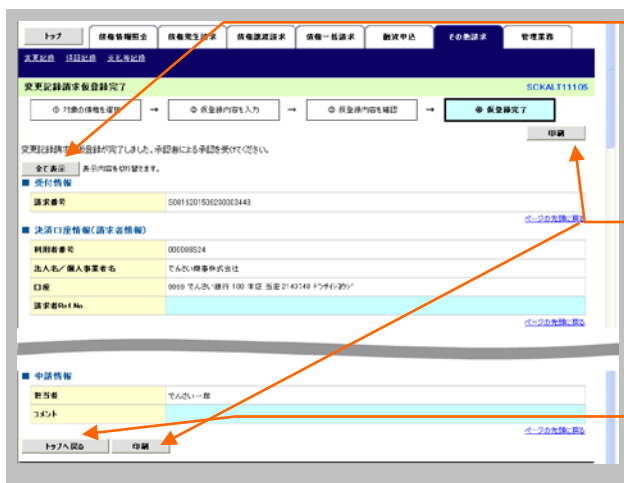 トップ 債権情報照会 債権発生請求 債権譲渡請求 債権一括請求 融資申込 その他請求 管理業務
変更記録 保証記録 支払等記録
変更記録請求仮登録完了 SCKALT11105
① 対象の債権を選択 → ② 仮登録内容を入力 → ③ 仮登録内容を確認 → ④ 仮登録完了
印刷
変更記録請求の仮登録が完了しました。承認者による承認を受けてください。
全て表示 表示内容を切り替えます。
■ 受付情報
請求番号
ページの先頭に戻る
■ 決済口座情報(請求者情報)
利用者番号 000008524
法人名/個人事業者名 でんさい商事株式会社
口座 9999 でんさい銀行 100 本店 当座
請求者Ref.No.
ページの先頭に戻る
■ 申請情報
担当者 でんさい一郎
コメント
ページの先頭に戻る
トップへ戻る 印刷